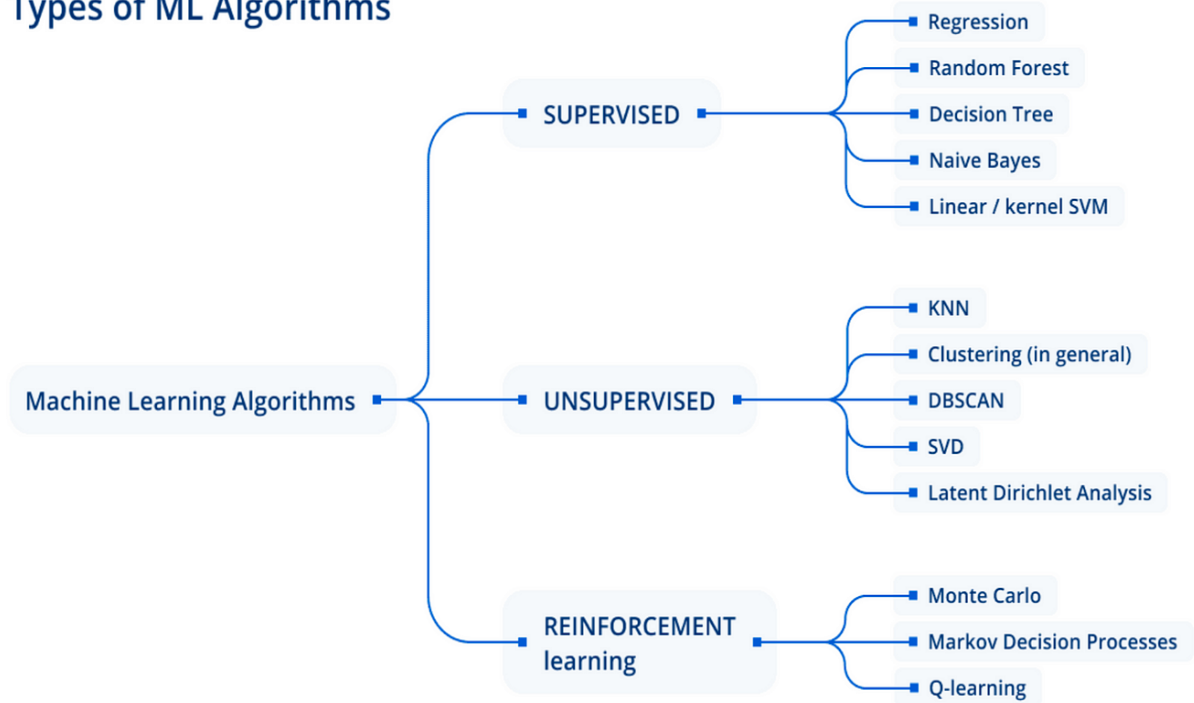 Types of ML Algorithms
Regression
Random Forest
SUPERVISED
Decision Tree
Naive Bayes
Linear / kernel SVM
KNN
Clustering (in general)
Machine Learning Algorithms
UNSUPERVISED
DBSCAN
SVD
Latent Dirichlet Analysis
Monte Carlo
REINFORCEMENT
learning
Markov Decision Processes
Q-learning